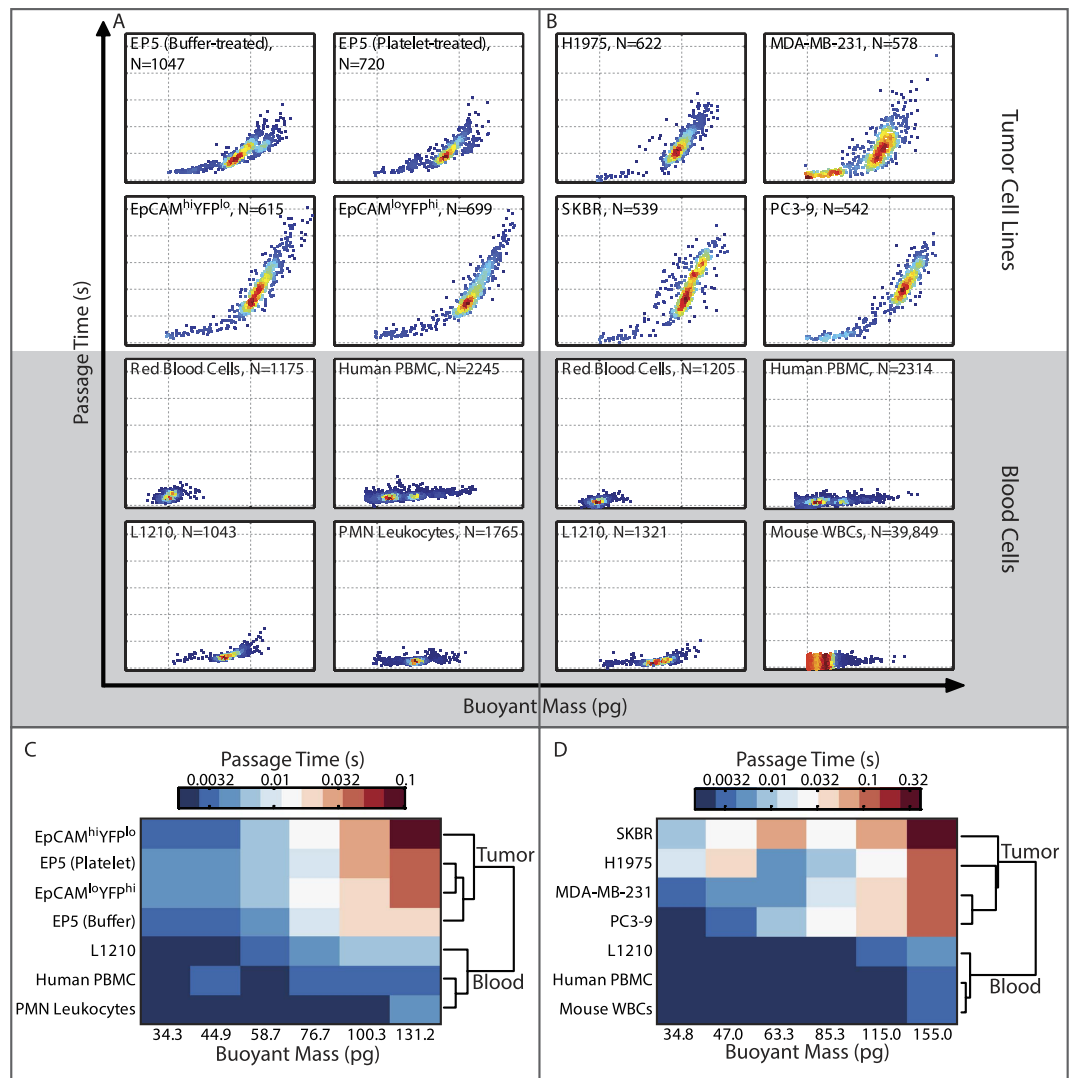 A
EP5 (Buffer-treated),
N=1047
EP5 (Platelet-treated),
N=720
EpCAMhiYFPlo, N=615
EpCAMloYFPhi, N=699
Red Blood Cells, N=1175
Human PBMC, N=2245
L1210, N=1043
PMN Leukocytes, N=1765
B
H1975, N=622
MDA-MB-231, N=578
SKBR, N=539
PC3-9, N=542
Red Blood Cells, N=1205
Human PBMC, N=2314
L1210, N=1321
Mouse WBCs, N=39,849
Tumor Cell Lines
Blood Cells
Passage Time (s)
Buoyant Mass (pg)
C
Passage Time (s)
0.0032 0.01 0.032 0.1
EpCAMhiYFPlo
EP5 (Platelet)
EpCAMloYFPhi
EP5 (Buffer)
L1210
Human PBMC
PMN Leukocytes
Tumor
Blood
34.3 44.9 58.7 76.7 100.3 131.2
Buoyant Mass (pg)
D
Passage Time (s)
0.0032 0.01 0.032 0.1 0.32
SKBR
H1975
MDA-MB-231
PC3-9
L1210
Human PBMC
Mouse WBCs
Tumor
Blood
34.8 47.0 63.3 85.3 115.0 155.0
Buoyant Mass (pg)